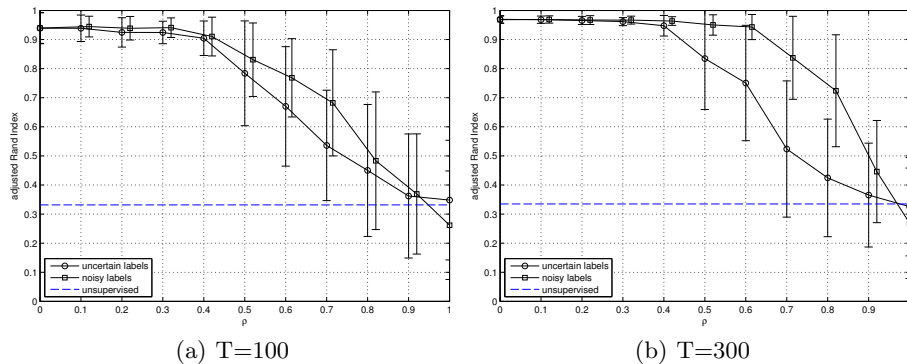 1
0.9
0.8
0.7
0.6
0.5
0.4
0.3
0.2
0.1
0
adjusted Rand Index
uncertain labels
noisy labels
unsupervised
0 0.1 0.2 0.3 0.4 0.5 0.6 0.7 0.8 0.9 1
ρ
(a) T=100
1
0.9
0.8
0.7
0.6
0.5
0.4
0.3
0.2
0.1
0
adjusted Rand Index
uncertain labels
noisy labels
unsupervised
0 0.1 0.2 0.3 0.4 0.5 0.6 0.7 0.8 0.9
ρ
(b) T=300